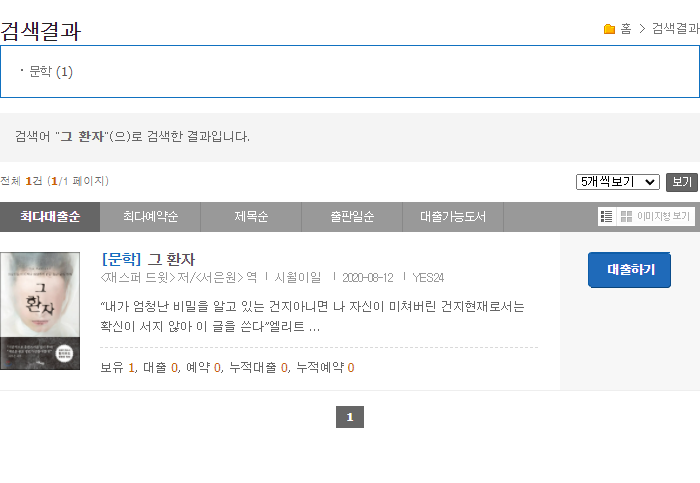 검색결과
홈 > 검색결과
· 문학 (1)
검색어 "그 환자"(으)로 검색한 결과입니다.
전체 1건 (1/1 페이지)
5개씩보기
보기
최다대출순
최다예약순
제목순
출판일순
대출가능도서
이미지형 보기
그
환자
[문학] 그 환자
<재스퍼 드윗>저/<서은원> 역 | 시월이일 | 2020-08-12 | YES24
대출하기
“내가 엄청난 비밀을 알고 있는 건지아니면 나 자신이 미쳐버린 건지현재로서는
확신이 서지 않아 이 글을 쓴다”엘리트 ...
보유 1, 대출 0, 예약 0, 누적대출 0, 누적예약 0
1